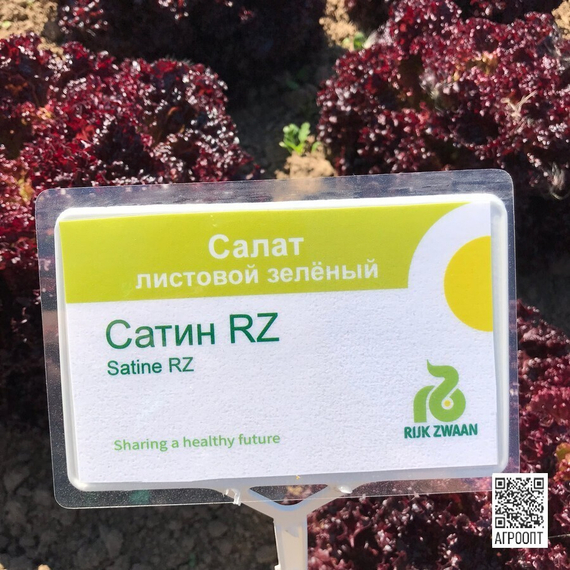 Салат
листовой зелёный
Сатин RZ
Satine RZ
RIJK ZWAAN
Sharing a healthy future
АГРООПТ